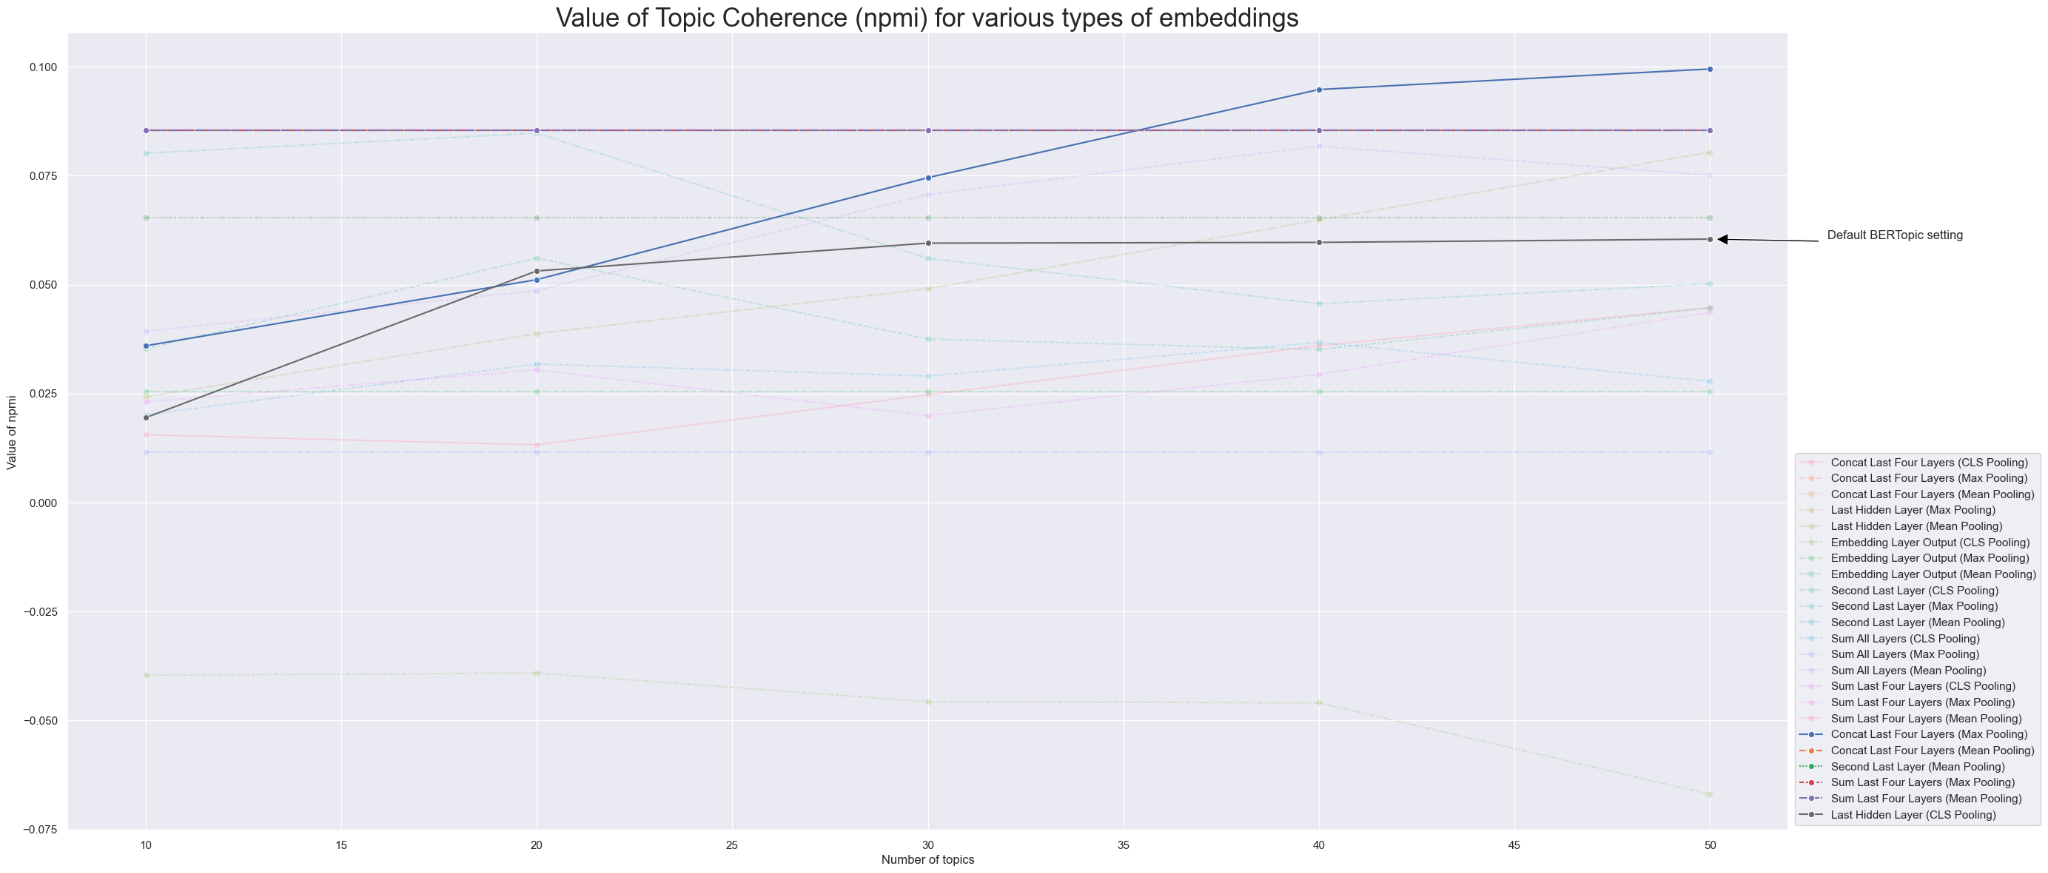 Value of Topic Coherence (npmi) for various types of embeddings
Value of npmi
0.100
0.075
0.050
0.025
0.000
−0.025
−0.050
−0.075
10
15
20
25
30
35
40
45
50
Number of topics
Default BERTopic setting
Concat Last Four Layers (CLS Pooling)
Concat Last Four Layers (Max Pooling)
Concat Last Four Layers (Mean Pooling)
Last Hidden Layer (Max Pooling)
Last Hidden Layer (Mean Pooling)
Embedding Layer Output (CLS Pooling)
Embedding Layer Output (Max Pooling)
Embedding Layer Output (Mean Pooling)
Second Last Layer (CLS Pooling)
Second Last Layer (Max Pooling)
Second Last Layer (Mean Pooling)
Sum All Layers (CLS Pooling)
Sum All Layers (Max Pooling)
Sum All Layers (Mean Pooling)
Sum Last Four Layers (CLS Pooling)
Sum Last Four Layers (Max Pooling)
Sum Last Four Layers (Mean Pooling)
Concat Last Four Layers (Max Pooling)
Concat Last Four Layers (Mean Pooling)
Second Last Layer (Mean Pooling)
Sum Last Four Layers (Max Pooling)
Sum Last Four Layers (Mean Pooling)
Last Hidden Layer (CLS Pooling)